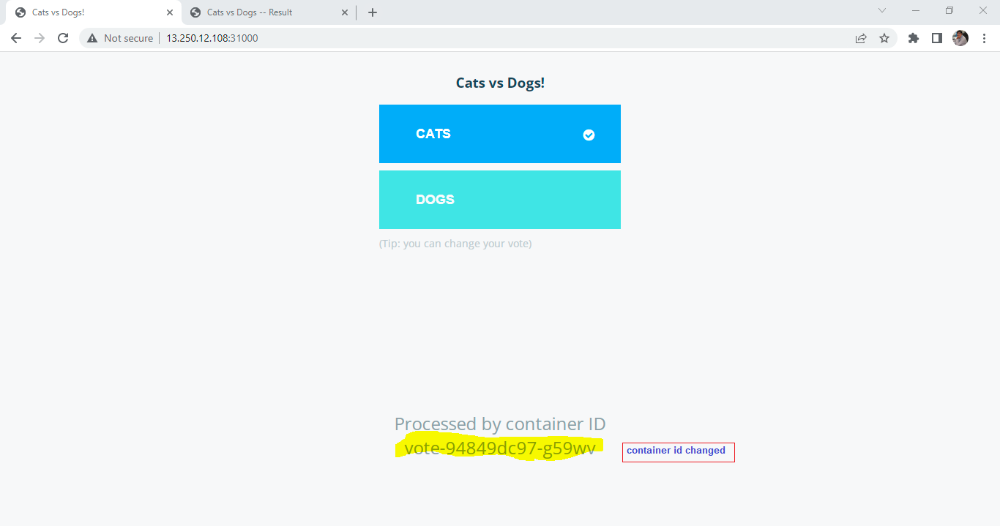 Cats vs Dogs!
Cats vs Dogs -- Result
Not secure
13.250.12.108:31000
Cats vs Dogs!
CATS
DOGS
(Tip: you can change your vote)
Processed by container ID
vote-94849dc97-g59wv
container id changed